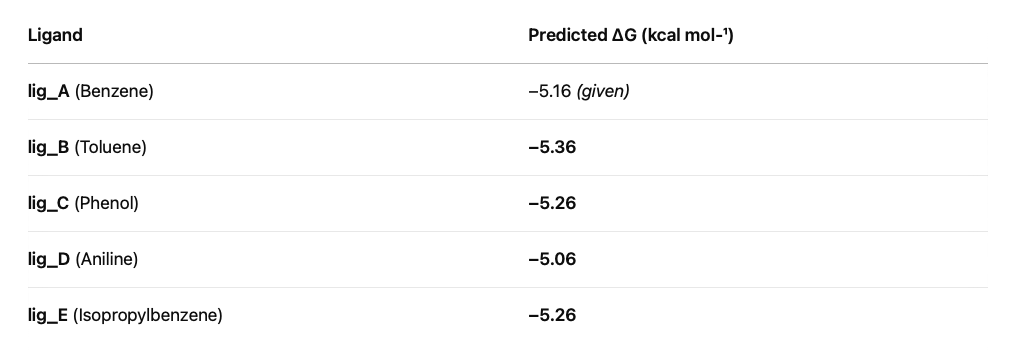 Ligand Predicted ΔG (kcal mol-¹)
lig_A (Benzene) –5.16 (given)
lig_B (Toluene) –5.36
lig_C (Phenol) –5.26
lig_D (Aniline) –5.06
lig_E (Isopropylbenzene) –5.26